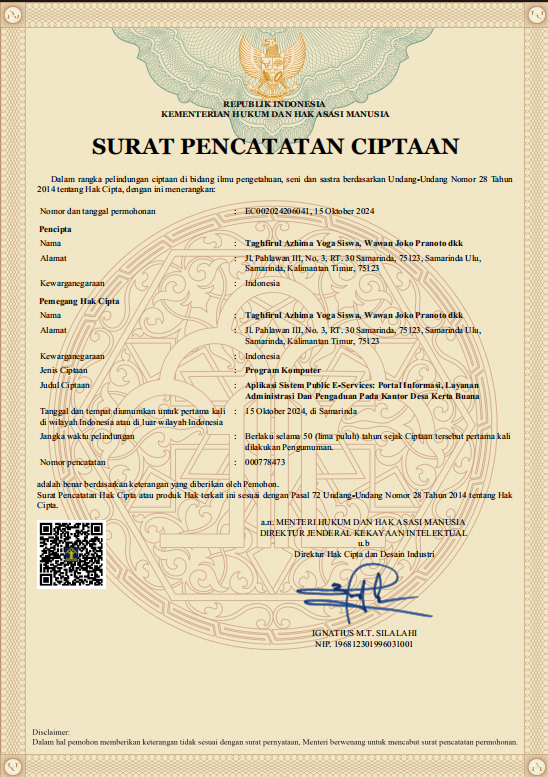 REPUBLIK INDONESIA
KEMENTERIAN HUKUM DAN HAK ASASI MANUSIA
SURAT PENCATATAN CIPTAAN
Dalam rangka pelindungan ciptaan di bidang ilmu pengetahuan, seni dan sastra berdasarkan Undang-Undang Nomor 28 Tahun
2014 tentang Hak Cipta, dengan ini menerangkan:
Nomor dan tanggal permohonan : EC002024206041, 15 Oktober 2024
Pencipta
Nama : Taghfirul Azhima Yoga Siswa, Wawan Joko Pranoto dkk
Alamat : Jl. Pahlawan III, No. 3, RT. 30 Samarinda, 75123, Samarinda Ulu,
Samarinda, Kalimantan Timur, 75123
Kewarganegaraan : Indonesia
Pemegang Hak Cipta
Nama : Taghfirul Azhima Yoga Siswa, Wawan Joko Pranoto dkk
Alamat : Jl. Pahlawan III, No. 3, RT. 30 Samarinda, 75123, Samarinda Ulu,
Samarinda, Kalimantan Timur, 75123
Kewarganegaraan : Indonesia
Jenis Ciptaan : Program Komputer
Judul Ciptaan : Aplikasi Sistem Public E-Services: Portal Informasi, Layanan
Administrasi Dan Pengaduan Pada Kantor Desa Kerta Buana
Tanggal dan tempat diumumkan untuk pertama kali : 15 Oktober 2024, di Samarinda
di wilayah Indonesia atau di luar wilayah Indonesia
Jangka waktu pelindungan : Berlaku selama 50 (lima puluh) tahun sejak Ciptaan tersebut pertama kali
dilakukan Pengumuman.
Nomor pencatatan : 000778473
adalah benar berdasarkan keterangan yang diberikan oleh Pemohon.
Surat Pencatatan Hak Cipta atau produk Hak terkait ini sesuai dengan Pasal 72 Undang-Undang Nomor 28 Tahun 2014 tentang Hak
Cipta.
a.n. MENTERI HUKUM DAN HAK ASASI MANUSIA
DIREKTUR JENDERAL KEKAYAAN INTELEKTUAL
u.b
Direktur Hak Cipta dan Desain Industri
IGNATIUS M.T. SILALAHI
NIP. 196812301996031001
Disclaimer:
Dalam hal pemohon memberikan keterangan tidak sesuai dengan surat pernyataan, Menteri berwenang untuk mencabut surat pencatatan permohonan.